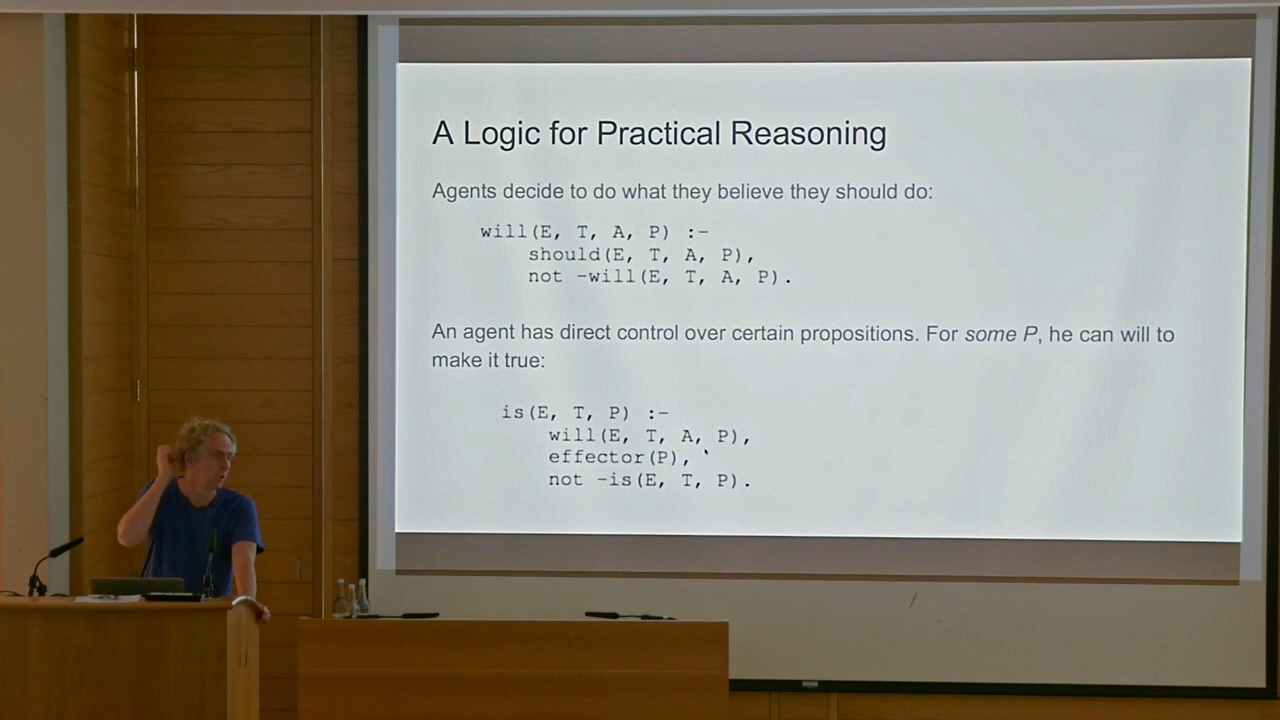 A Logic for Practical Reasoning
Agents decide to do what they believe they should do:
will(E, T, A, P) :-
should(E, T, A, P),
not -will(E, T, A, P).
An agent has direct control over certain propositions. For some P, he can will to
make it true:
is(E, T, P) :-
will(E, T, A, P),
effector(P),
not -is(E, T, P).